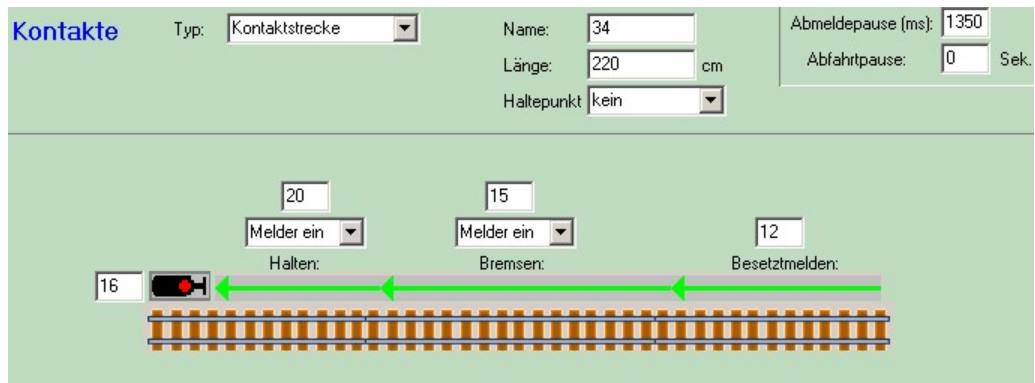 Kontakte
Typ: Kontaktstrecke
Name: 34
Länge: 220 cm
Haltepunkt kein
Abmeldepause (ms): 1350
Abfahrtpause: 0 Sek.
20 15
Melder ein Melder ein 12
Halten: Bremsen: Besetztmelden:
16